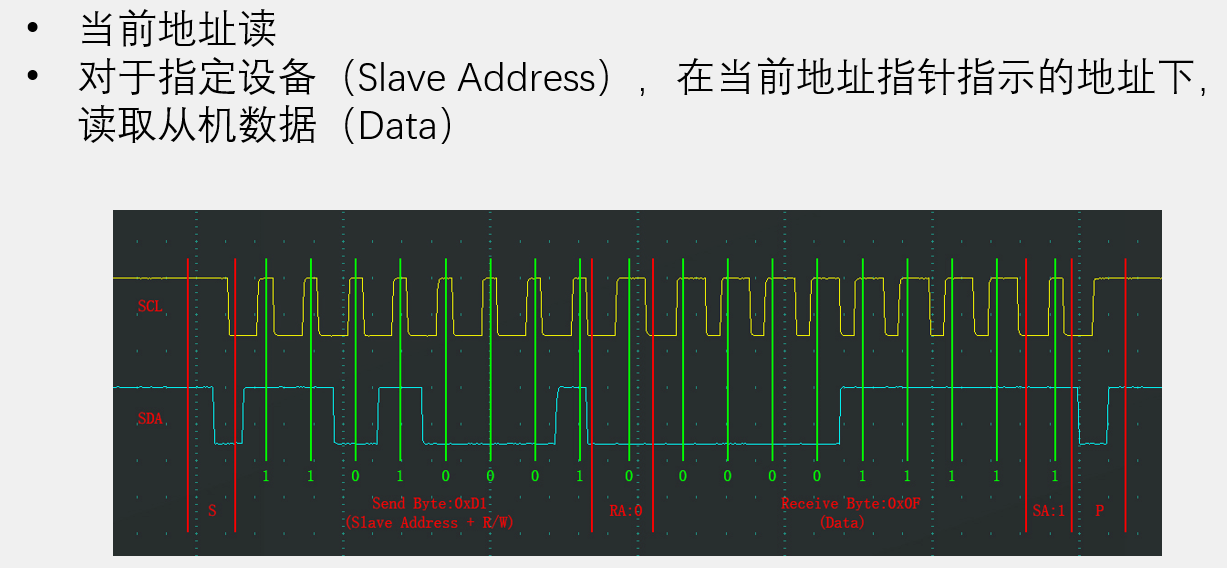 • 当前地址读
• 对于指定设备（Slave Address），在当前地址指针指示的地址下，
读取从机数据（Data）
SCL
SDA
1 1 0 1 0 0 0 1 0 0 0 0 0 1 1 1 1 1
S Send Byte:0xD1 RA:0 Receive Byte:0x0F SA:1 P
(Slave Address + R/W) (Data)